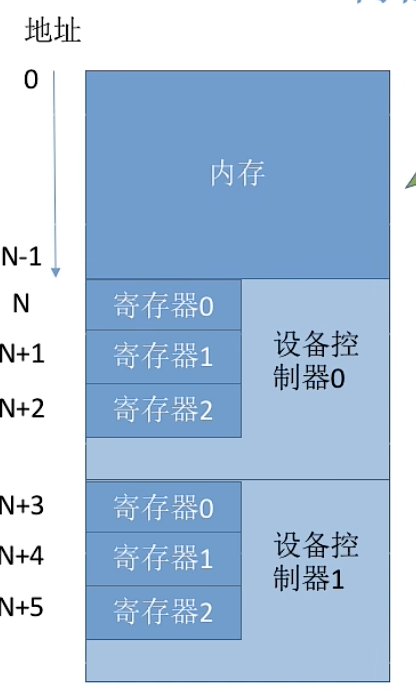 地址
0
内存
N-1
N
寄存器0
N+1
寄存器1
N+2
寄存器2
设备控
制器0
N+3
寄存器0
N+4
寄存器1
N+5
寄存器2
设备控
制器1